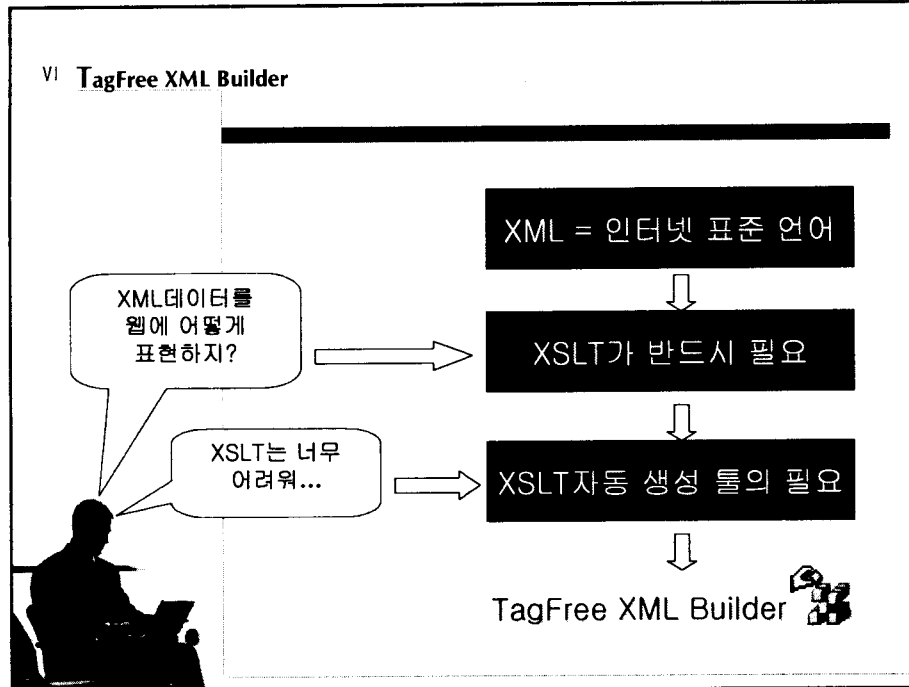 VI TagFree XML Builder
XML = 인터넷 표준 언어
XML데이터를
웹에 어떻게
표현하지?
XSLT가 반드시 필요
XSLT는 너무
어려워...
XSLT자동 생성 툴의 필요
TagFree XML Builder